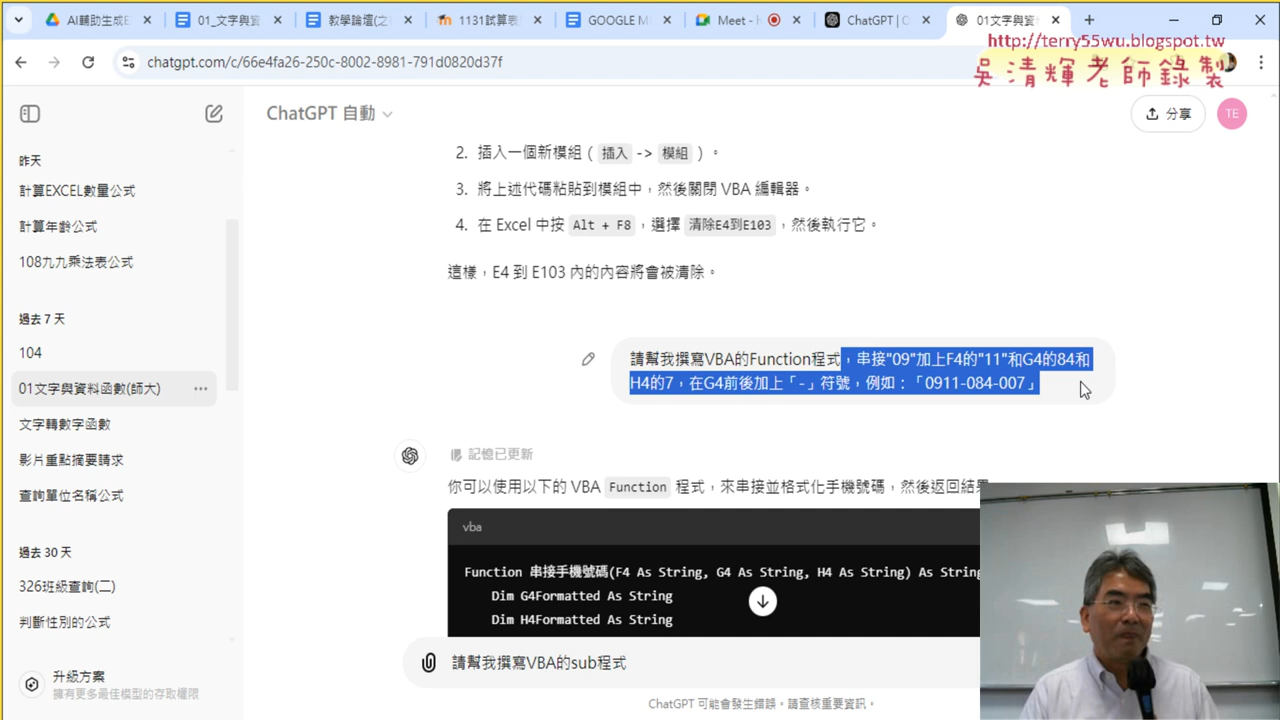 AI輔助生成E
01_文字與資
教學論壇(之
1131試算表
GOOGLE M
Meet - h
ChatGPT | C
01文字與資
http://terry55wu.blogspot.tw
chatgpt.com/c/66e4fa26-250c-8002-8981-791d0820d37f
吳清輝老師錄製
ChatGPT 自動
分享
TE
昨天
計算EXCEL數量公式
計算年齡公式
108九九乘法表公式
過去 7 天
104
01文字與資料函數(師大)
文字轉數字函數
影片重點摘要請求
查詢單位名稱公式
過去 30 天
326班級查詢(二)
判斷性別的公式
升級方案
擁有更多最佳模型的存取權限
2. 插入一個新模組（ 插入 -> 模組 ）。
3. 將上述代碼粘貼到模組中，然後關閉 VBA 編輯器。
4. 在 Excel 中按 Alt + F8 ，選擇 清除E4到E103 ，然後執行它。
這樣，E4 到 E103 內的內容將會被清除。
請幫我撰寫VBA的Function程式，串接"09"加上F4的"11"和G4的84和
H4的7，在G4前後加上「-」符號，例如：「0911-084-007」
記憶已更新
你可以使用以下的 VBA Function 程式，來串接並格式化手機號碼，然後返回結果
vba
Function 串接手機號碼(F4 As String, G4 As String, H4 As String) As String
Dim G4Formatted As String
Dim H4Formatted As String
請幫我撰寫VBA的sub程式
ChatGPT 可能會發生錯誤。請查核重要資訊。